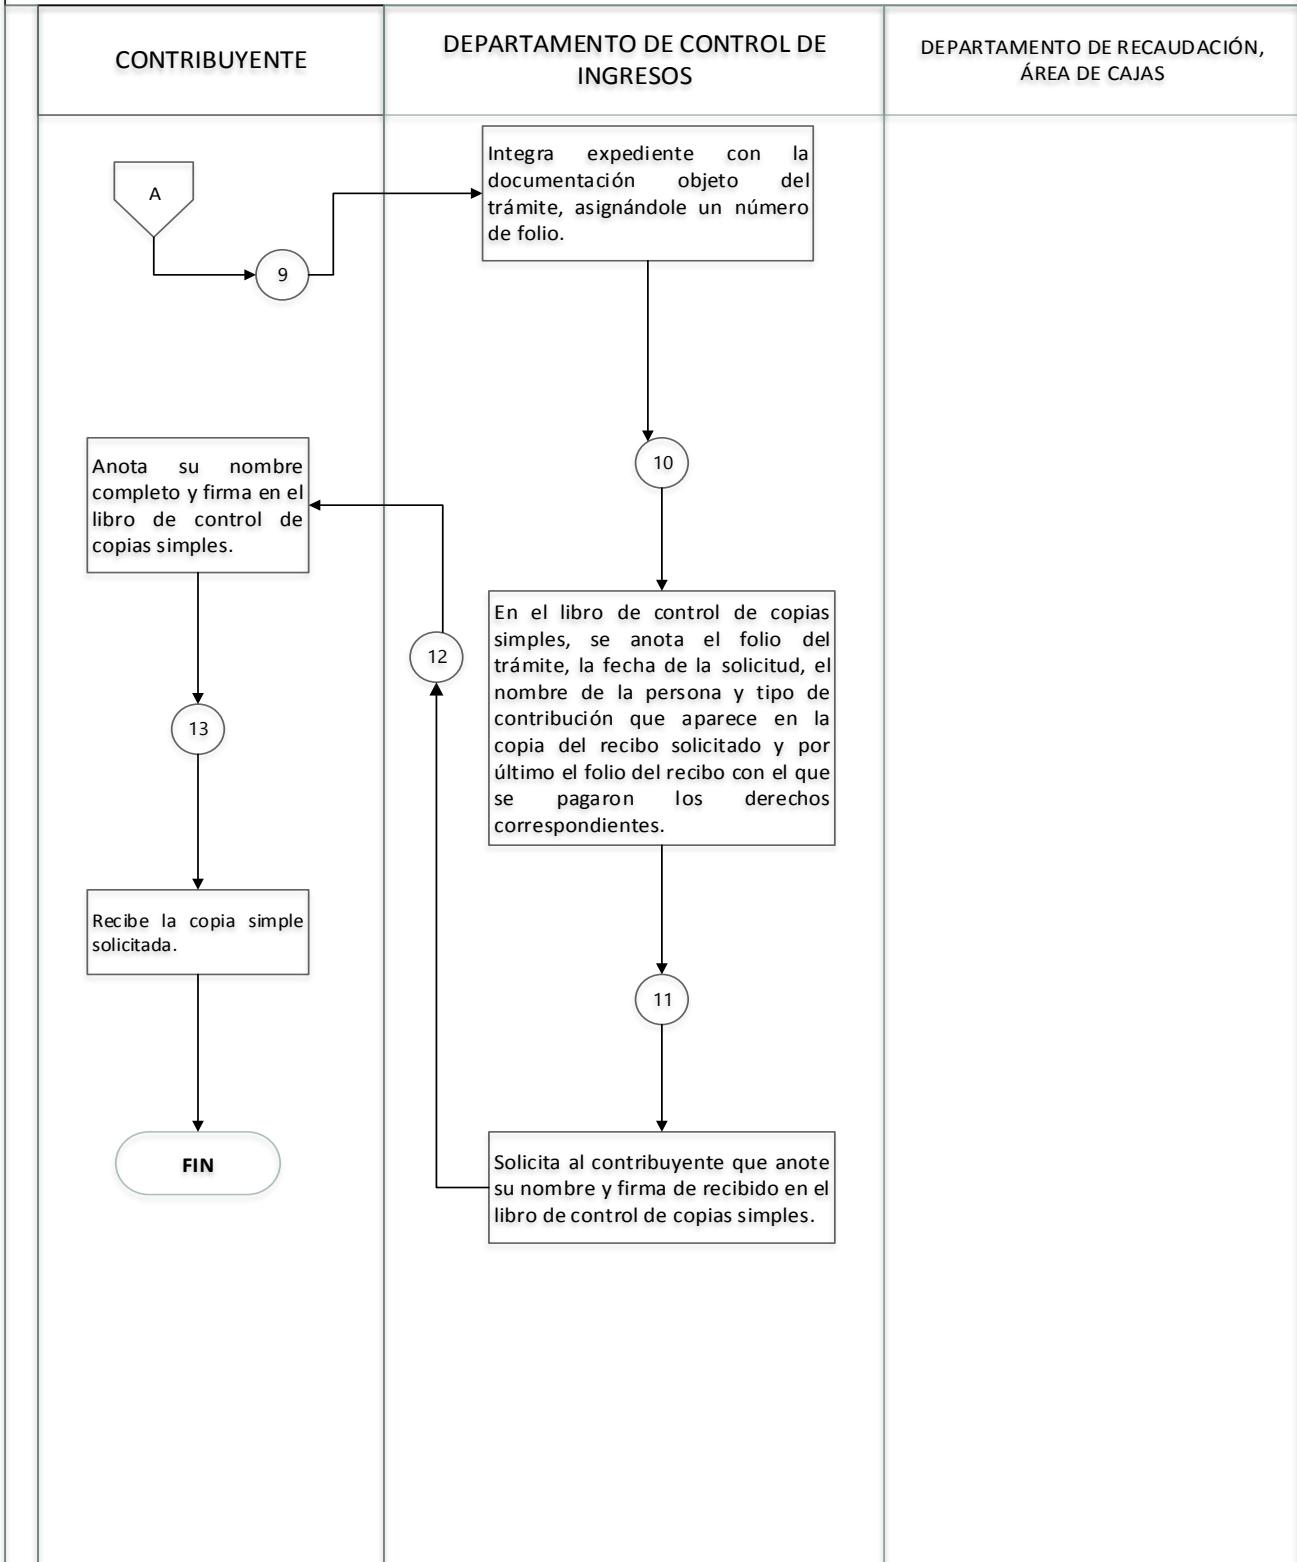 CONTRIBUYENTE
DEPARTAMENTO DE CONTROL DE
INGRESOS
DEPARTAMENTO DE RECAUDACIÓN,
ÁREA DE CAJAS
A
9
Integra expediente con la
documentación objeto del
trámite, asignándole un número
de folio.
10
En el libro de control de copias
simples, se anota el folio del
trámite, la fecha de la solicitud, el
nombre de la persona y tipo de
contribución que aparece en la
copia del recibo solicitado y por
último el folio del recibo con el que
se pagaron los derechos
correspondientes.
11
Solicita al contribuyente que anote
su nombre y firma de recibido en el
libro de control de copias simples.
12
Anota su nombre
completo y firma en el
libro de control de
copias simples.
13
Recibe la copia simple
solicitada.
FIN